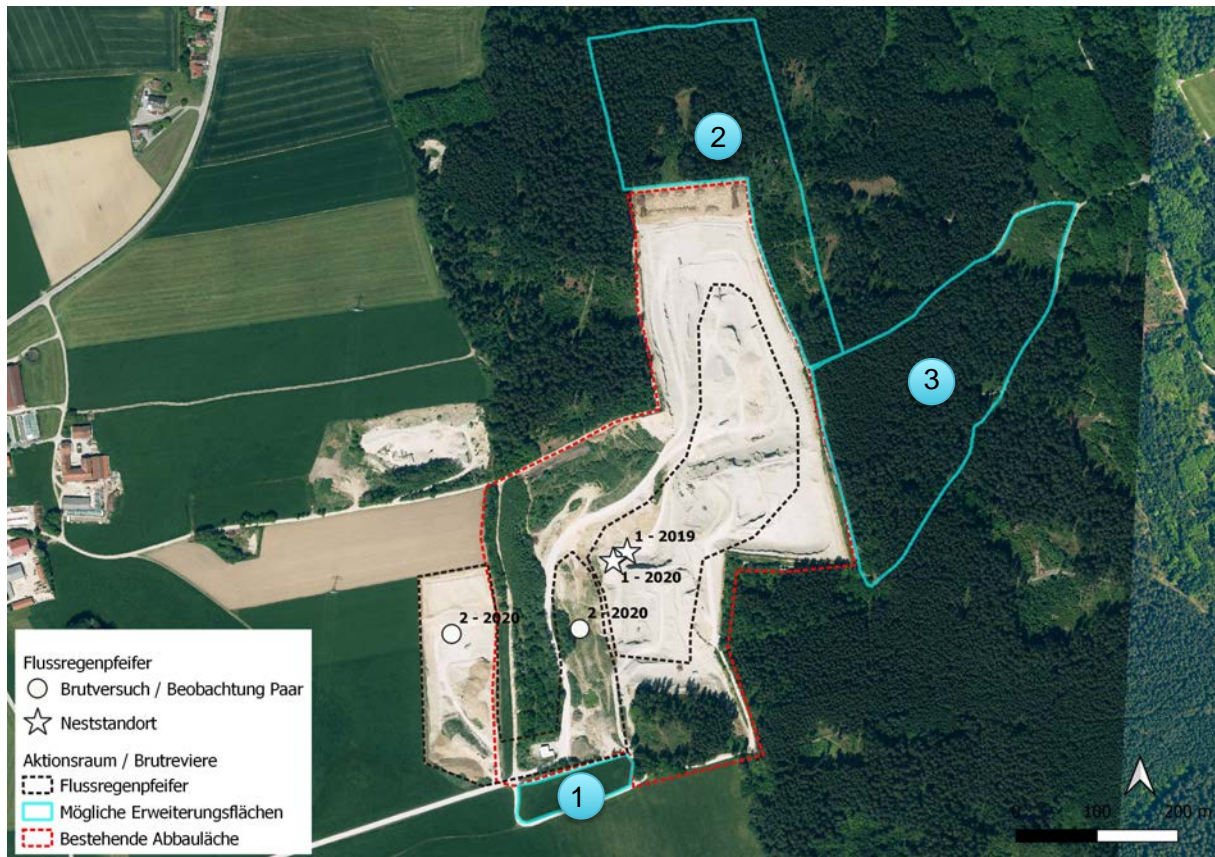 2
3
1 - 2019
1 - 2020
2 - 2020
2 - 2020
1
Flussregenpfeifer
Brutversuch / Beobachtung Paar
Neststandort
Aktionsraum / Brutreviere
Flussregenpfeifer
Mögliche Erweiterungsflächen
Bestehende Abbauläche
0 100 200 m